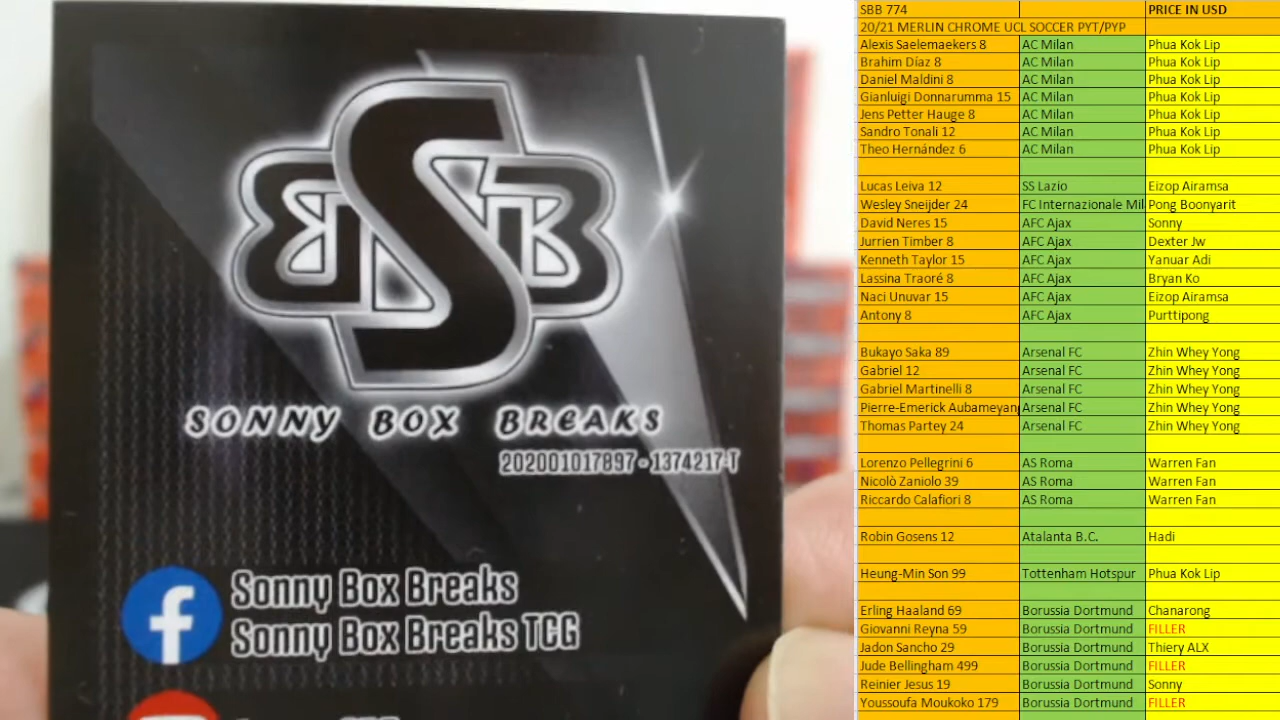 SBB
SONNY BOX BREAKS
202001017897 - 1374217-T
Sonny Box Breaks
Sonny Box Breaks TCG
SBB 774 PRICE IN USD
20/21 MERLIN CHROME UCL SOCCER PYT/PYP
Alexis Saelemaekers 8 AC Milan Phua Kok Lip
Brahim Díaz 8 AC Milan Phua Kok Lip
Daniel Maldini 8 AC Milan Phua Kok Lip
Gianluigi Donnarumma 15 AC Milan Phua Kok Lip
Jens Petter Hauge 8 AC Milan Phua Kok Lip
Sandro Tonali 12 AC Milan Phua Kok Lip
Theo Hernández 6 AC Milan Phua Kok Lip
Lucas Leiva 12 SS Lazio Eizop Airamsa
Wesley Sneijder 24 FC Internazionale Mil Pong Boonyarit
David Neres 15 AFC Ajax Sonny
Jurrien Timber 8 AFC Ajax Dexter Jw
Kenneth Taylor 15 AFC Ajax Yanuar Adi
Lassina Traoré 8 AFC Ajax Bryan Ko
Naci Unuvar 15 AFC Ajax Eizop Airamsa
Antony 8 AFC Ajax Purttipong
Bukayo Saka 89 Arsenal FC Zhin Whey Yong
Gabriel 12 Arsenal FC Zhin Whey Yong
Gabriel Martinelli 8 Arsenal FC Zhin Whey Yong
Pierre-Emerick Aubameyang Arsenal FC Zhin Whey Yong
Thomas Partey 24 Arsenal FC Zhin Whey Yong
Lorenzo Pellegrini 6 AS Roma Warren Fan
Nicolò Zaniolo 39 AS Roma Warren Fan
Riccardo Calafiori 8 AS Roma Warren Fan
Robin Gosens 12 Atalanta B.C. Hadi
Heung-Min Son 99 Tottenham Hotspur Phua Kok Lip
Erling Haaland 69 Borussia Dortmund Chanarong
Giovanni Reyna 59 Borussia Dortmund FILLER
Jadon Sancho 29 Borussia Dortmund Thiery ALX
Jude Bellingham 499 Borussia Dortmund FILLER
Reinier Jesus 19 Borussia Dortmund Sonny
Youssoufa Moukoko 179 Borussia Dortmund FILLER